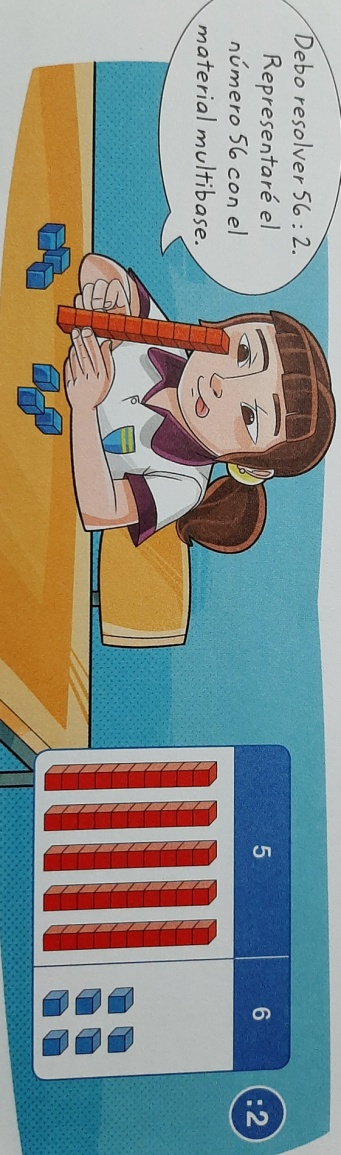 Debo resolver 56 : 2.
Representaré el
número 56 con el
material multibase.
5 6 :2